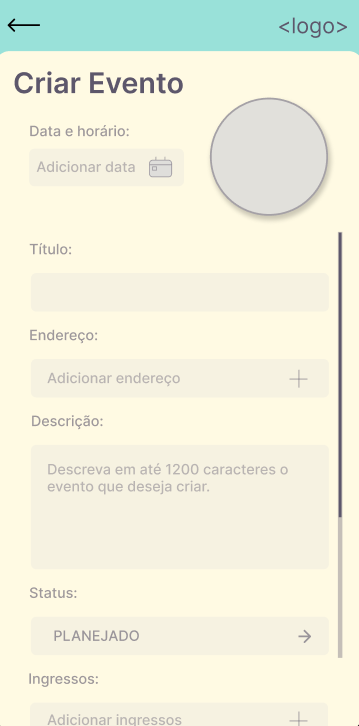 <logo>
Criar Evento
Data e horário:
Adicionar data
Título:
Endereço:
Adicionar endereço
Descrição:
Descreva em até 1200 caracteres o
evento que deseja criar.
Status:
PLANEJADO
Ingressos:
Adicionar ingressos